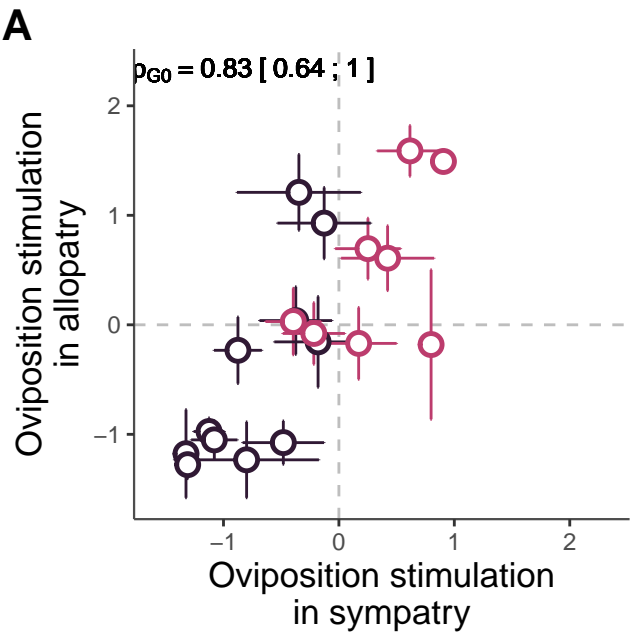 A
ρG0 = 0.83 [ 0.64 ; 1 ]
Oviposition stimulation
in allopatry
2
1
0
−1
−1 0 1 2
Oviposition stimulation
in sympatry